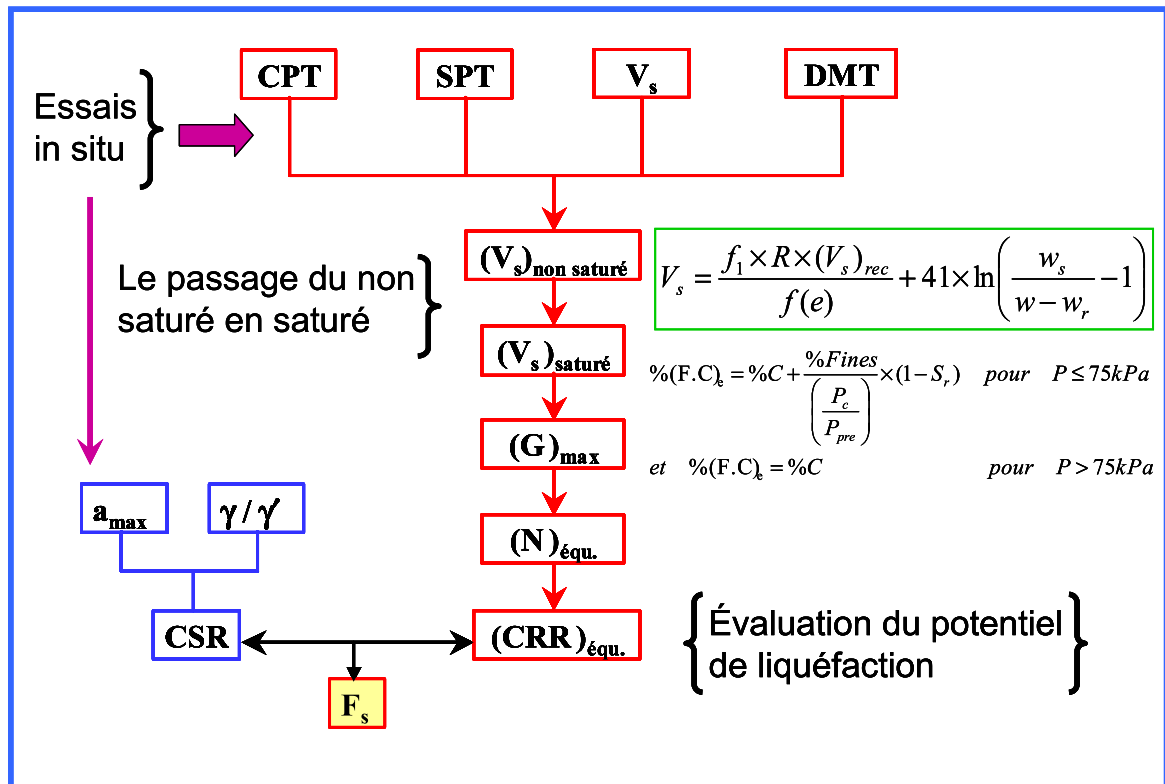 CPT SPT Vₛ DMT
Essais
in situ
(Vₛ)non saturé
Vₛ = f₁ × R × (Vₛ)rec / f(e) + 41 × ln(wₛ / (w − wᵣ) − 1)
Le passage du non
saturé en saturé
(Vₛ)saturé
%(F.C)ₑ = %C + %Fines / (P_c / P_pre) × (1 − Sᵣ) pour P ≤ 75kPa
(G)max
et %(F.C)ₑ = %C pour P > 75kPa
aₘₐₓ γ / γ′
(N)équ.
CSR (CRR)équ.
Évaluation du potentiel
de liquéfaction
Fₛ